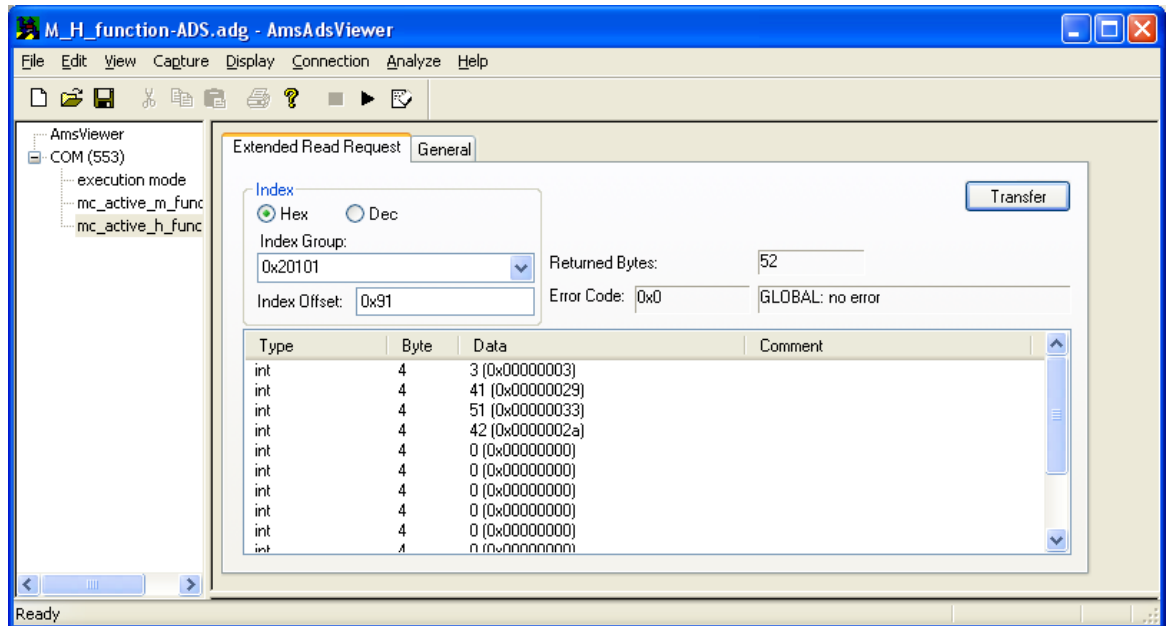 M_H_function-ADS.adg - AmsAdsViewer
File Edit View Capture Display Connection Analyze Help
AmsViewer
COM (553)
execution mode
mc_active_m_func
mc_active_h_func
Extended Read Request General
Index
Hex Dec
Index Group:
0x20101
Index Offset: 0x91
Transfer
Returned Bytes: 52
Error Code: 0x0 GLOBAL: no error
Type Byte Data Comment
int 4 3 (0x00000003)
int 4 41 (0x00000029)
int 4 51 (0x00000033)
int 4 42 (0x0000002a)
int 4 0 (0x00000000)
int 4 0 (0x00000000)
int 4 0 (0x00000000)
int 4 0 (0x00000000)
int 4 0 (0x00000000)
int 4 0 (0x00000000)
Ready